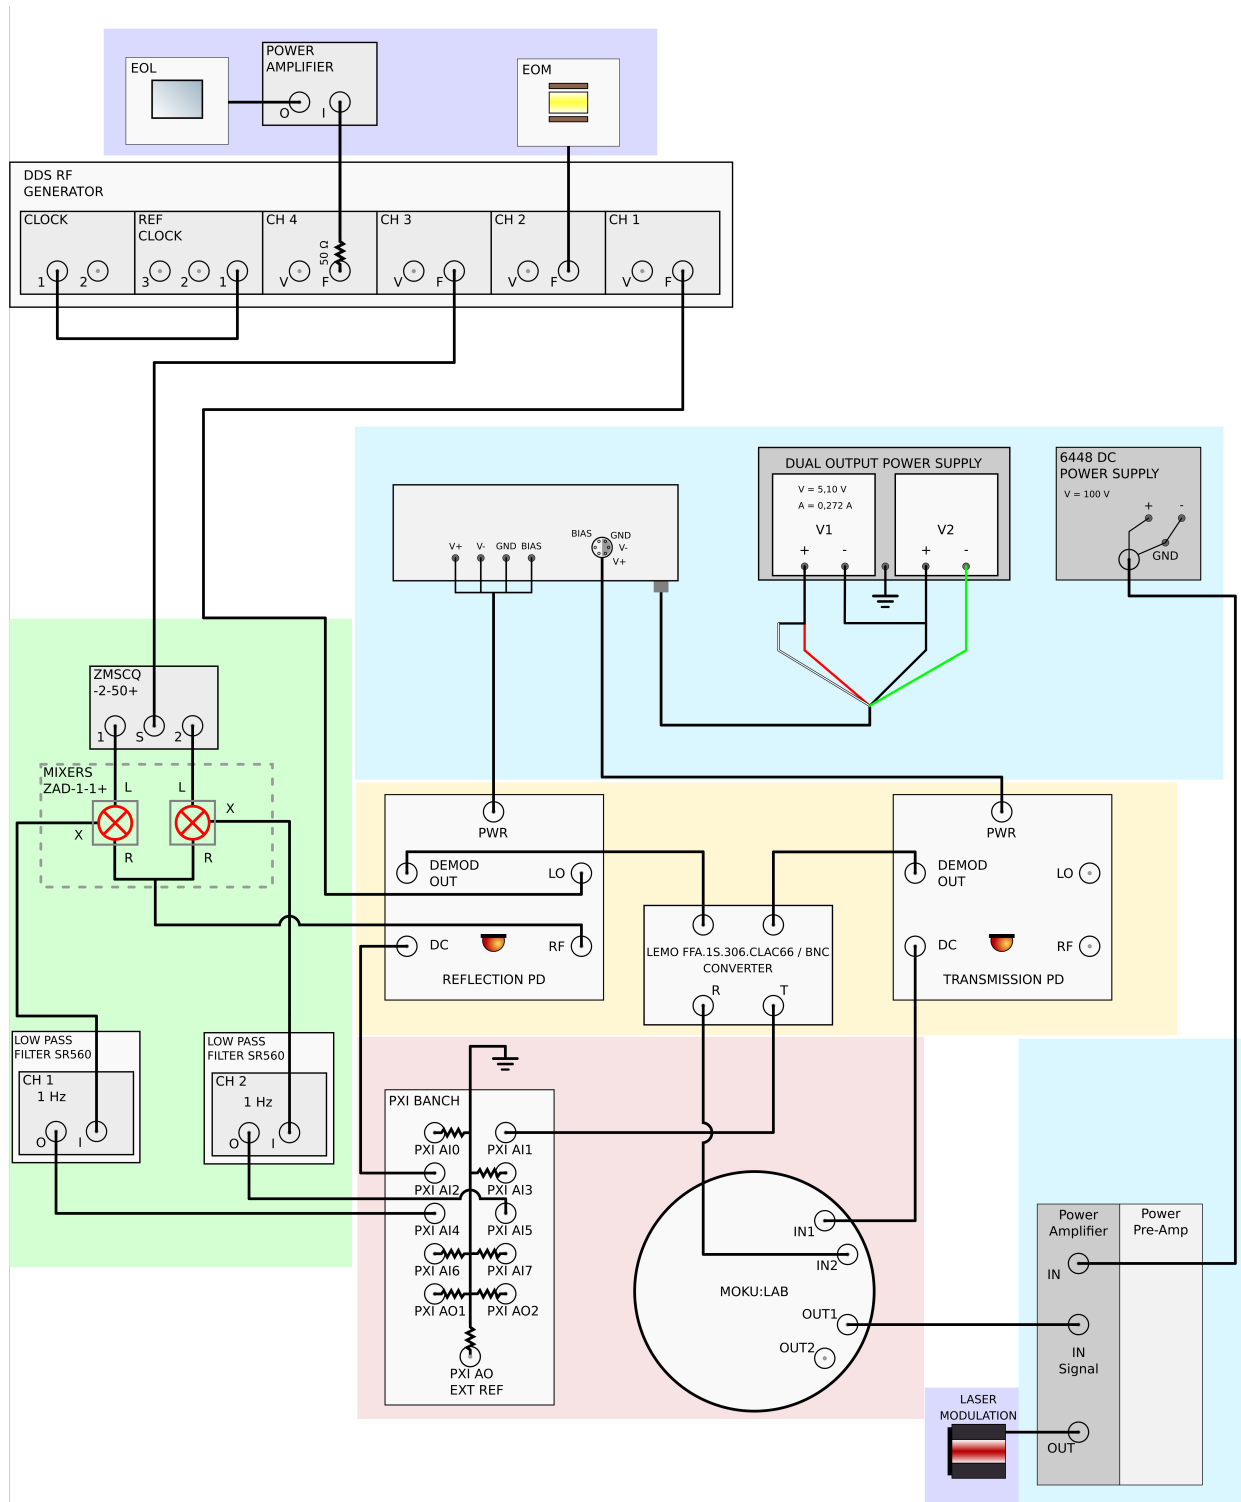 EOL
POWER
AMPLIFIER
O
I
EOM
DDS RF
GENERATOR
CLOCK
1
2
REF
CLOCK
3
2
1
CH 4
50 Ω
V
F
CH 3
V
F
CH 2
V
F
CH 1
V
F
V+
V-
GND
BIAS
BIAS
GND
V-
V+
DUAL OUTPUT POWER SUPPLY
V = 5,10 V
A = 0,272 A
V1
+
-
V2
+
-
6448 DC
POWER SUPPLY
V = 100 V
+
-
GND
ZMSCQ
-2-50+
1
S
2
MIXERS
ZAD-1-1+
L
L
X
X
R
R
PWR
DEMOD
OUT
LO
DC
RF
REFLECTION PD
LEMO FFA.1S.306.CLAC66 / BNC
CONVERTER
R
T
PWR
DEMOD
OUT
LO
DC
RF
TRANSMISSION PD
LOW PASS
FILTER SR560
CH 1
1 Hz
O
I
LOW PASS
FILTER SR560
CH 2
1 Hz
O
I
PXI BANCH
PXI AI0
PXI AI1
PXI AI2
PXI AI3
PXI AI4
PXI AI5
PXI AI6
PXI AI7
PXI AO1
PXI AO2
PXI AO
EXT REF
IN1
IN2
MOKU:LAB
OUT1
OUT2
Power
Amplifier
Power
Pre-Amp
IN
IN
Signal
OUT
LASER
MODULATION